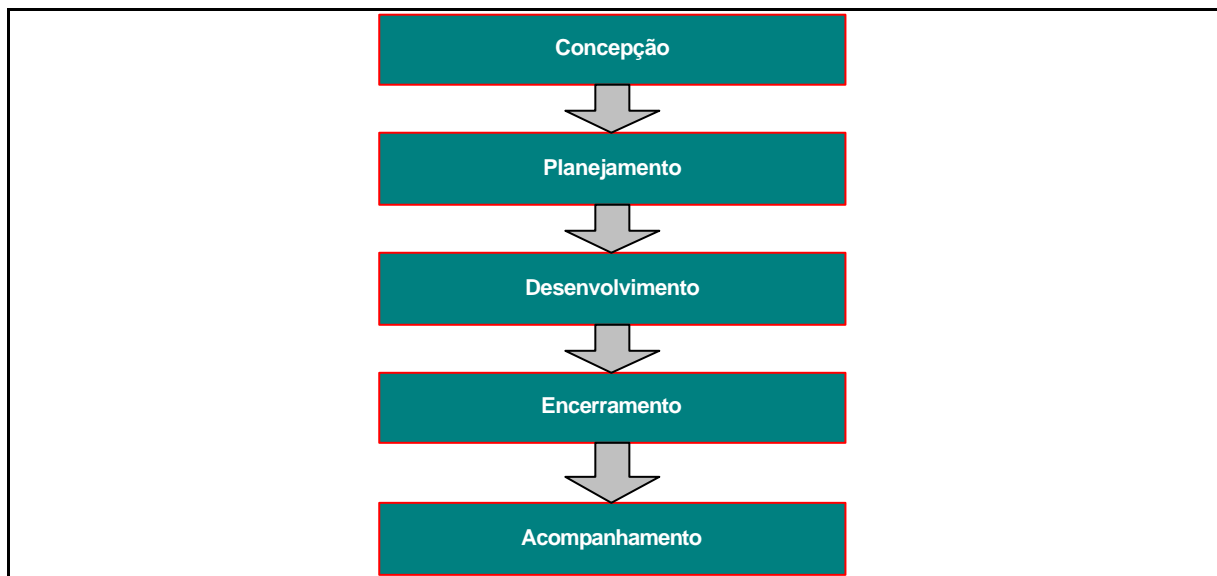 Concepção
Planejamento
Desenvolvimento
Encerramento
Acompanhamento